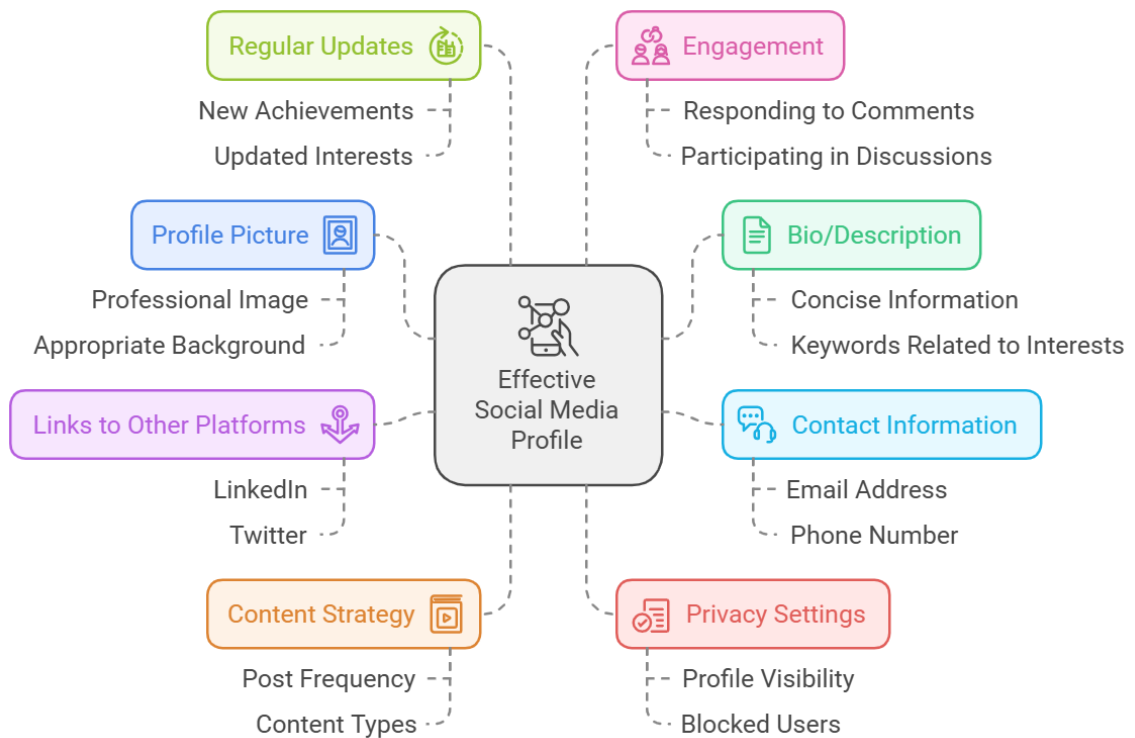 Regular Updates
New Achievements
Updated Interests
Engagement
Responding to Comments
Participating in Discussions
Profile Picture
Professional Image
Appropriate Background
Bio/Description
Concise Information
Keywords Related to Interests
Effective
Social Media
Profile
Links to Other Platforms
LinkedIn
Twitter
Contact Information
Email Address
Phone Number
Content Strategy
Post Frequency
Content Types
Privacy Settings
Profile Visibility
Blocked Users